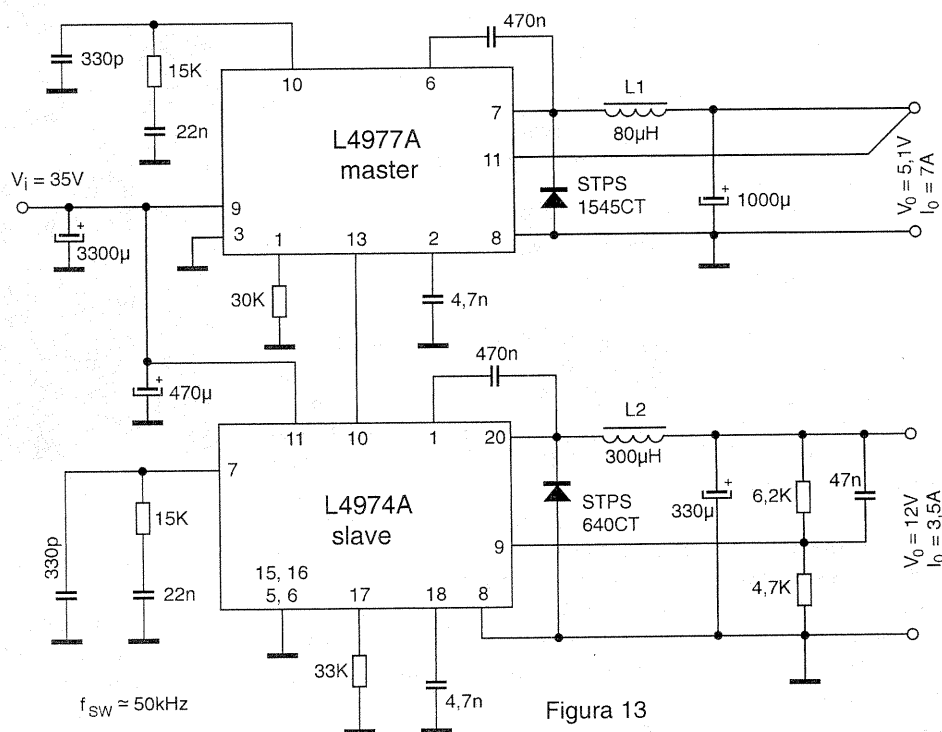 470n
330p
15K
22n
10
6
L4977A
master
7
11
L1
80µH
STPS
1545CT
+
1000µ
V0 = 5,1V
I0 = 7A
Vi = 35V
+
3300µ
9
3
1
13
2
8
30K
4,7n
470n
+
470µ
11
10
1
20
L2
300µH
7
L4974A
slave
15K
330p
22n
STPS
640CT
+
330µ
6,2K
47n
9
4,7K
V0 = 12V
I0 = 3,5A
15, 16
5, 6
17
18
8
33K
4,7n
fSW ≃ 50kHz
Figura 13